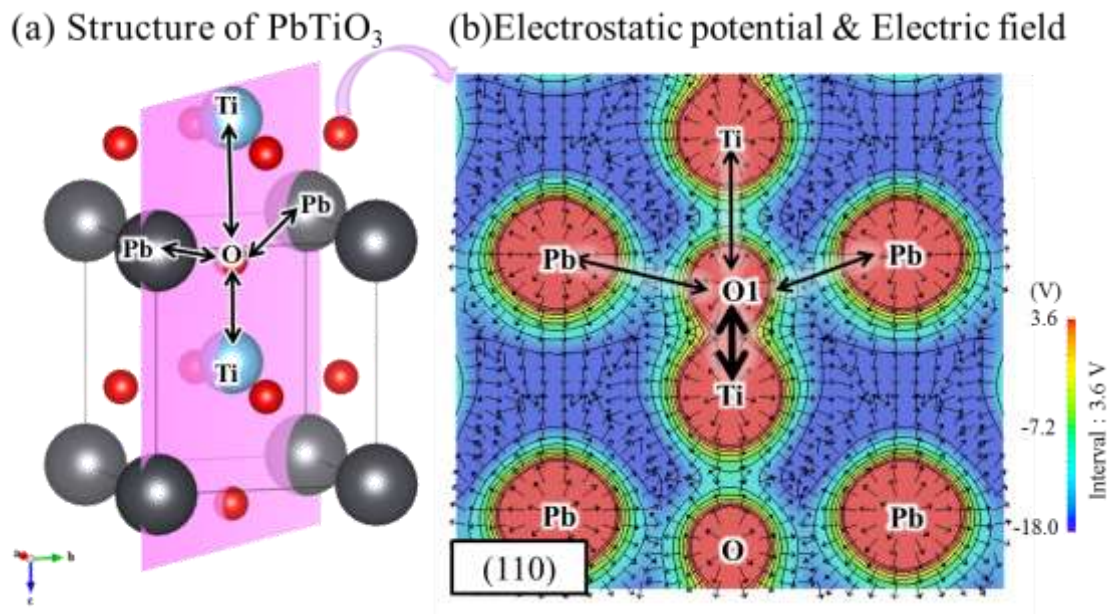 (a) Structure of PbTiO3
(b)Electrostatic potential & Electric field
Ti
Pb
Pb
O
Ti
a
b
c
Ti
Pb
Pb
O1
Ti
Pb
O
Pb
(110)
(V)
3.6
-7.2
-18.0
Interval : 3.6 V